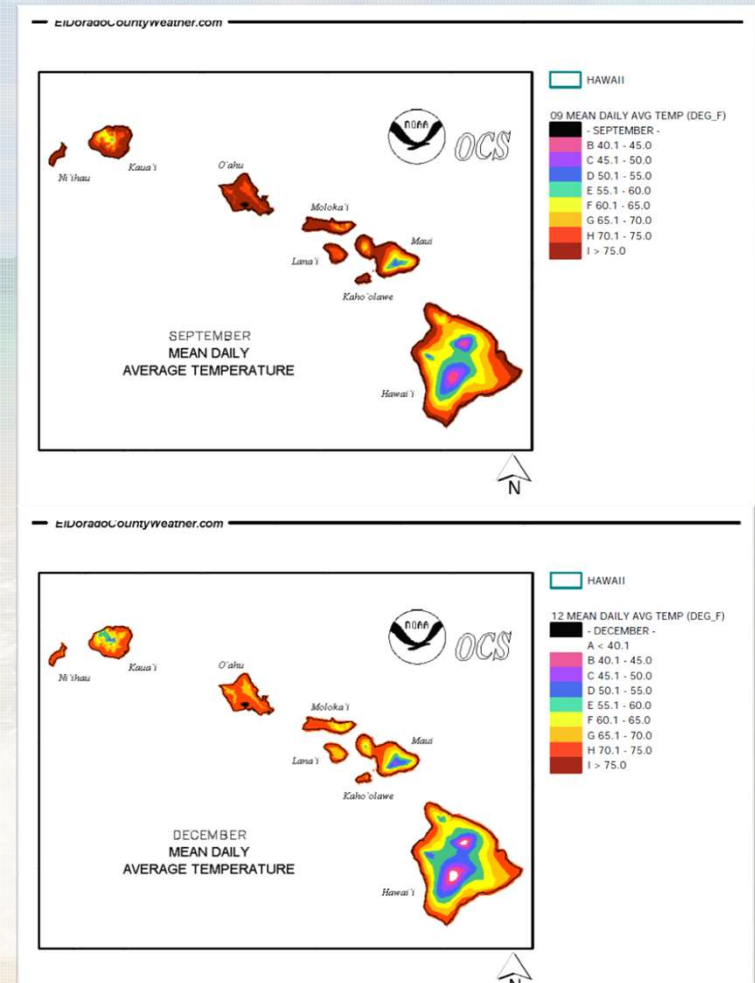 ElDoradoCountyWeather.com
HAWAII
09 MEAN DAILY AVG TEMP (DEG_F)
- SEPTEMBER -
B 40.1 - 45.0
C 45.1 - 50.0
D 50.1 - 55.0
E 55.1 - 60.0
F 60.1 - 65.0
G 65.1 - 70.0
H 70.1 - 75.0
I > 75.0
NOAA
OCS
Ni'ihau
Kaua'i
O'ahu
Moloka'i
Lana'i
Maui
Kaho'olawe
Hawai'i
SEPTEMBER
MEAN DAILY
AVERAGE TEMPERATURE
N
ElDoradoCountyWeather.com
HAWAII
12 MEAN DAILY AVG TEMP (DEG_F)
- DECEMBER -
A < 40.1
B 40.1 - 45.0
C 45.1 - 50.0
D 50.1 - 55.0
E 55.1 - 60.0
F 60.1 - 65.0
G 65.1 - 70.0
H 70.1 - 75.0
I > 75.0
NOAA
OCS
Ni'ihau
Kaua'i
O'ahu
Moloka'i
Lana'i
Maui
Kaho'olawe
Hawai'i
DECEMBER
MEAN DAILY
AVERAGE TEMPERATURE
N